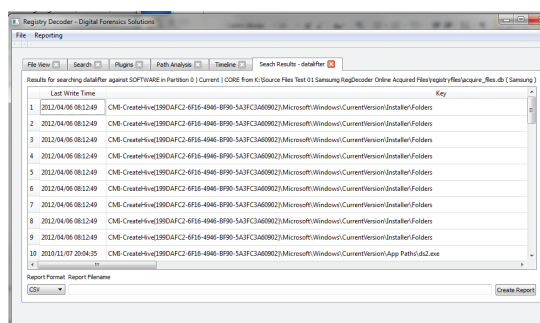 Registry Decoder - Digital Forensics Solutions
File Reporting
File View Search Plugins Path Analysis Timeline Seach Results - datalifter
Results for searching datalifter against SOFTWARE in Partition 0 | Current | CORE from K:\Source Files Test 01 Samsung RegDecoder Online Acquired Files\registryfiles\acquire_files.db ( Samsung )
Last Write Time Key
1 2012/04/06 08:12:49 CMI-CreateHive{199DAFC2-6F16-4946-BF90-5A3FC3A60902}\Microsoft\Windows\CurrentVersion\Installer\Folders
2 2012/04/06 08:12:49 CMI-CreateHive{199DAFC2-6F16-4946-BF90-5A3FC3A60902}\Microsoft\Windows\CurrentVersion\Installer\Folders
3 2012/04/06 08:12:49 CMI-CreateHive{199DAFC2-6F16-4946-BF90-5A3FC3A60902}\Microsoft\Windows\CurrentVersion\Installer\Folders
4 2012/04/06 08:12:49 CMI-CreateHive{199DAFC2-6F16-4946-BF90-5A3FC3A60902}\Microsoft\Windows\CurrentVersion\Installer\Folders
5 2012/04/06 08:12:49 CMI-CreateHive{199DAFC2-6F16-4946-BF90-5A3FC3A60902}\Microsoft\Windows\CurrentVersion\Installer\Folders
6 2012/04/06 08:12:49 CMI-CreateHive{199DAFC2-6F16-4946-BF90-5A3FC3A60902}\Microsoft\Windows\CurrentVersion\Installer\Folders
7 2012/04/06 08:12:49 CMI-CreateHive{199DAFC2-6F16-4946-BF90-5A3FC3A60902}\Microsoft\Windows\CurrentVersion\Installer\Folders
8 2012/04/06 08:12:49 CMI-CreateHive{199DAFC2-6F16-4946-BF90-5A3FC3A60902}\Microsoft\Windows\CurrentVersion\Installer\Folders
9 2012/04/06 08:12:49 CMI-CreateHive{199DAFC2-6F16-4946-BF90-5A3FC3A60902}\Microsoft\Windows\CurrentVersion\Installer\Folders
10 2010/11/07 20:04:35 CMI-CreateHive{199DAFC2-6F16-4946-BF90-5A3FC3A60902}\Microsoft\Windows\CurrentVersion\App Paths\ds2.exe
Report Format Report Filename
CSV Create Report